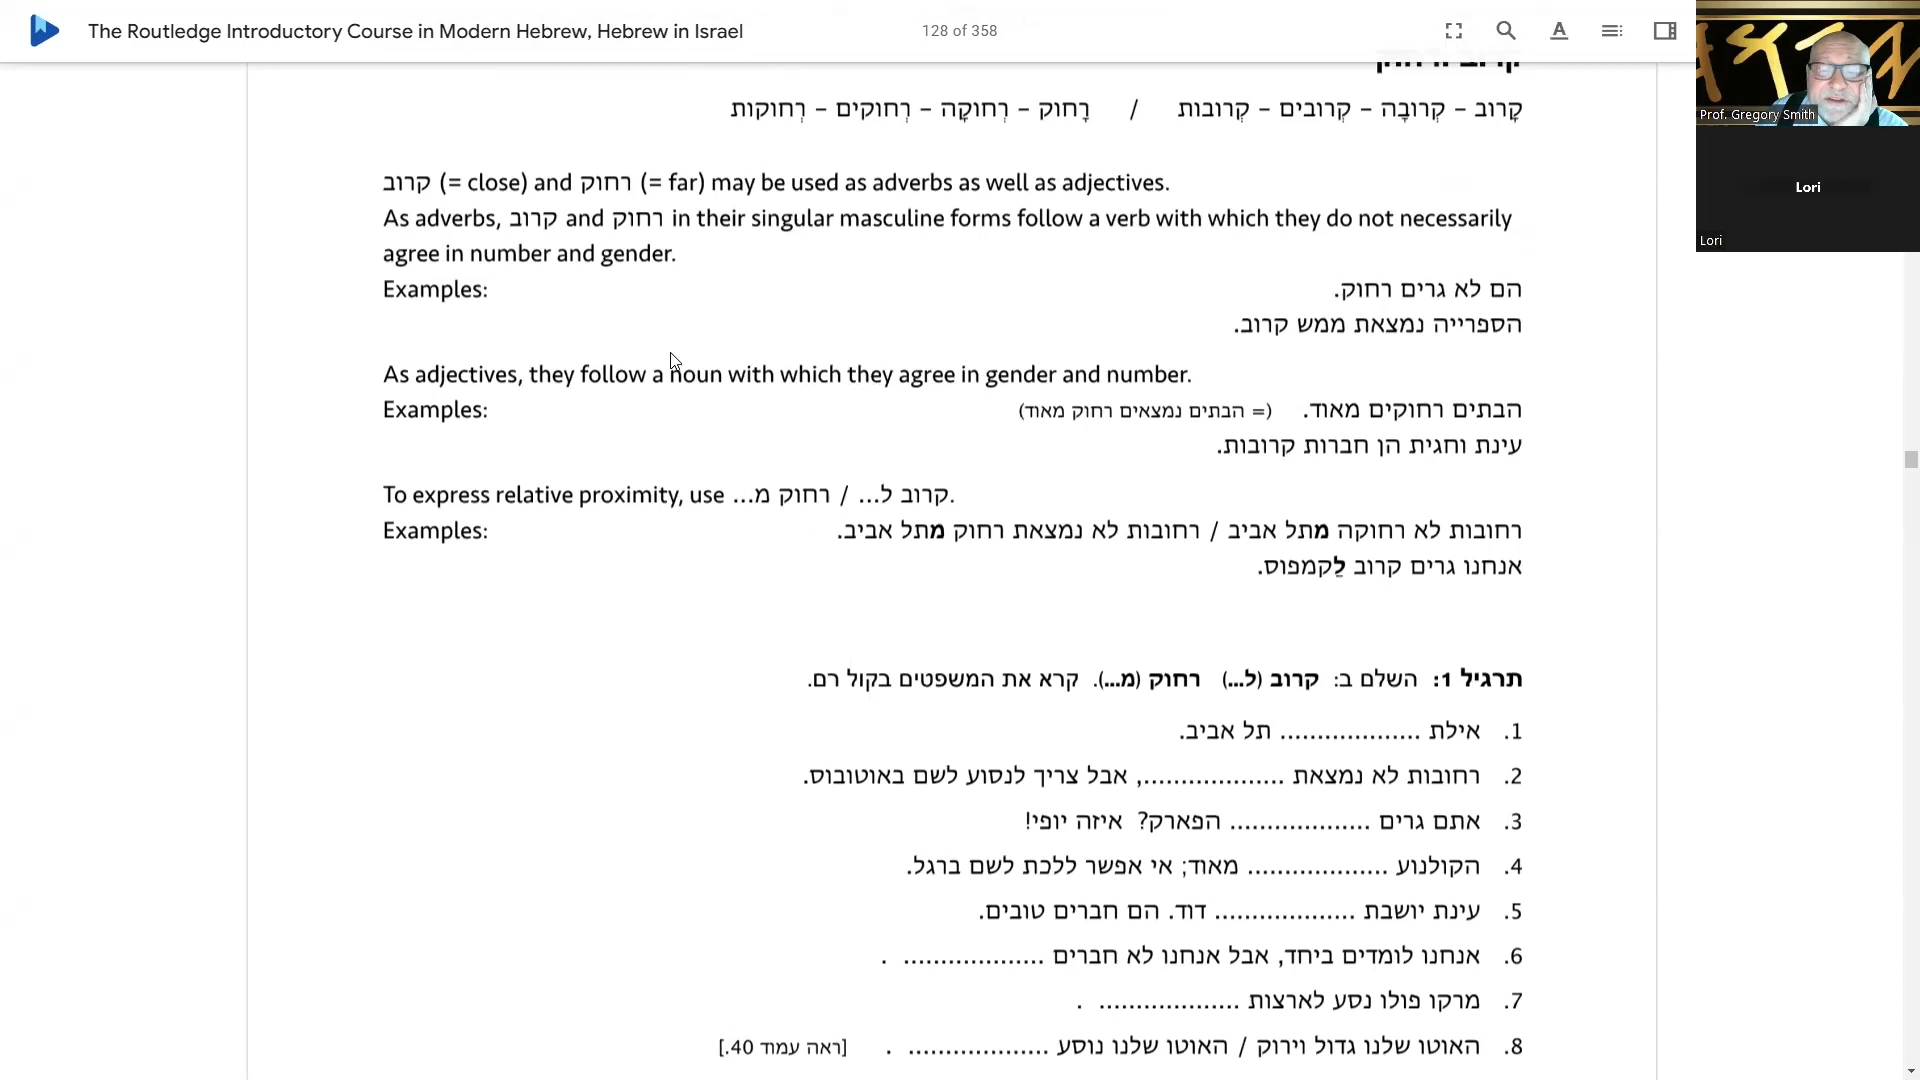 The Routledge Introductory Course in Modern Hebrew, Hebrew in Israel
128 of 358
Prof. Gregory Smith
Lori
Lori
קָרוֹב – קְרוֹבָה – קְרוֹבים – קְרוֹבות / רָחוֹק – רְחוֹקָה – רְחוֹקים – רְחוֹקות
קרוב (= close) and רחוק (= far) may be used as adverbs as well as adjectives.
As adverbs, קרוב and רחוק in their singular masculine forms follow a verb with which they do not necessarily
agree in number and gender.
Examples: הם לא גרים רחוק.
הספרייה נמצאת ממש קרוב.
As adjectives, they follow a noun with which they agree in gender and number.
Examples: הבתים רחוקים מאוד. (= הבתים נמצאים רחוק מאוד)
עינת וחגית הן חברות קרובות.
To express relative proximity, use קרוב ל... / רחוק מ....
Examples: רחובות לא רחוקה מתל אביב / רחובות לא נמצאת רחוק מתל אביב.
אנחנו גרים קרוב לַקמפוס.
תרגיל 1: השלם ב: קרוב (ל...) רחוק (מ...). קרא את המשפטים בקול רם.
1. אילת ................... תל אביב.
2. רחובות לא נמצאת ..................., אבל צריך לנסוע לשם באוטובוס.
3. אתם גרים ................... הפארק? איזה יופי!
4. הקולנוע ................... מאוד; אי אפשר ללכת לשם ברגל.
5. עינת יושבת ................... דוד. הם חברים טובים.
6. אנחנו לומדים ביחד, אבל אנחנו לא חברים ................... .
7. מרקו פולו נסע לארצות ................... .
8. האוטו שלנו גדול וירוק / האוטו שלנו נוסע ................... . [ראה עמוד 40.]